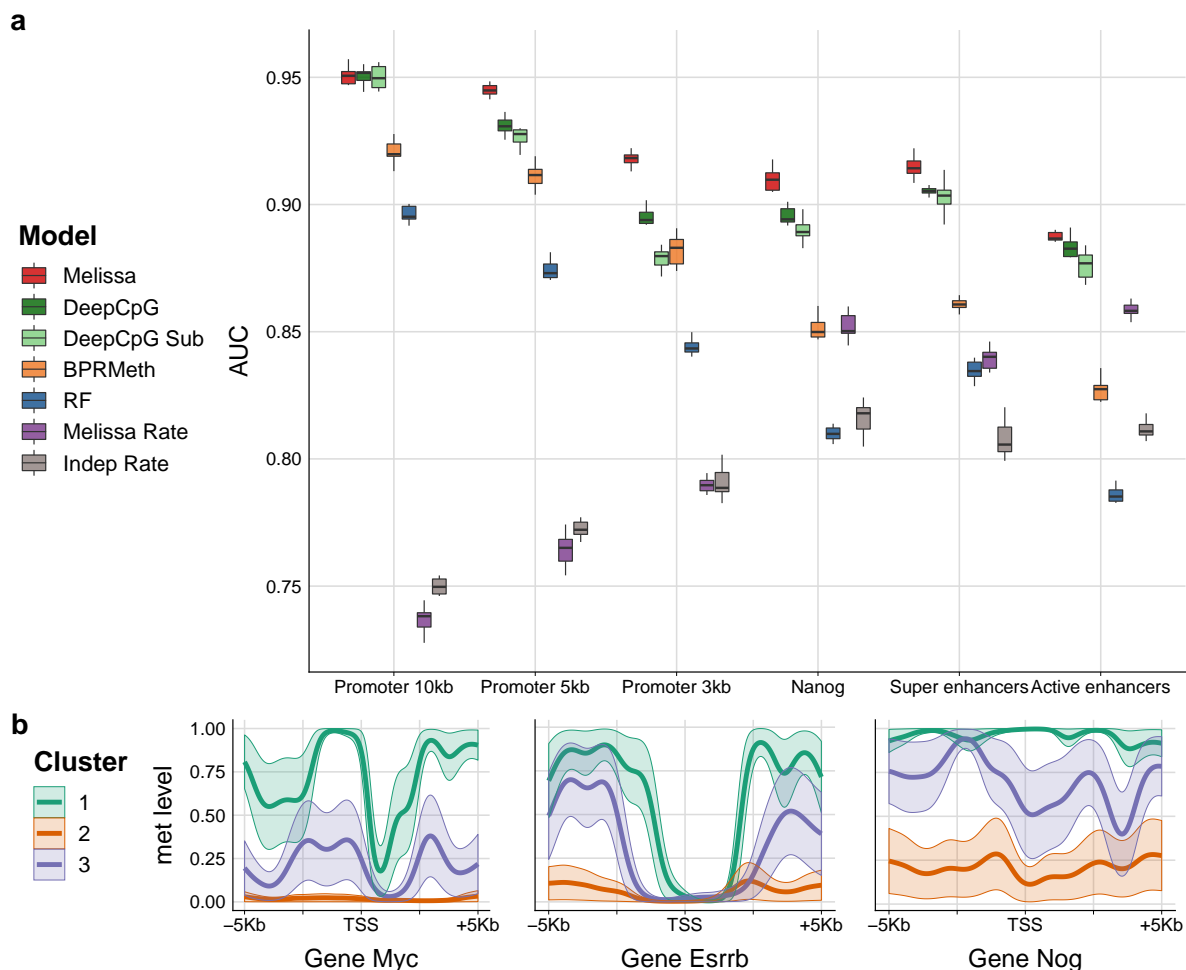 a
0.95
0.90
0.85
0.80
0.75
AUC
Model
Melissa
DeepCpG
DeepCpG Sub
BPRMeth
RF
Melissa Rate
Indep Rate
Promoter 10kb Promoter 5kb Promoter 3kb Nanog Super enhancers Active enhancers
b
Cluster
1
2
3
met level
1.00
0.75
0.50
0.25
0.00
−5Kb TSS +5Kb −5Kb TSS +5Kb −5Kb TSS +5Kb
Gene Myc Gene Esrrb Gene Nog